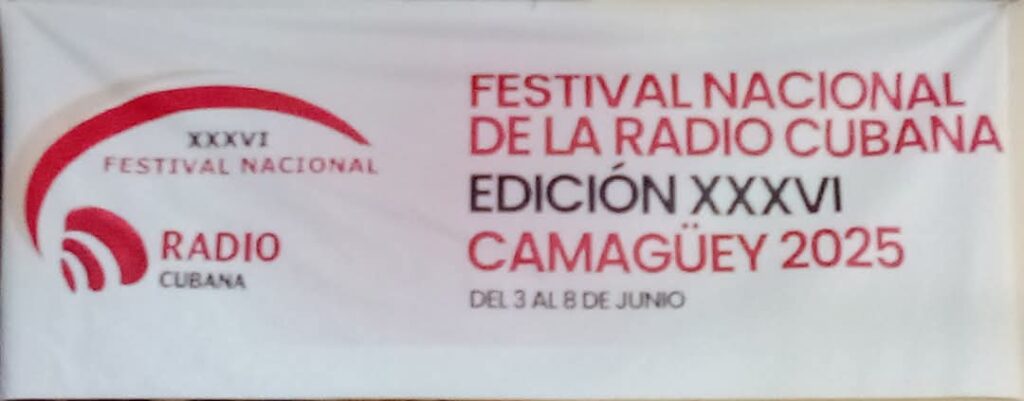 XXXVI
FESTIVAL NACIONAL
RADIO
CUBANA
FESTIVAL NACIONAL
DE LA RADIO CUBANA
EDICIÓN XXXVI
CAMAGÜEY 2025
DEL 3 AL 8 DE JUNIO